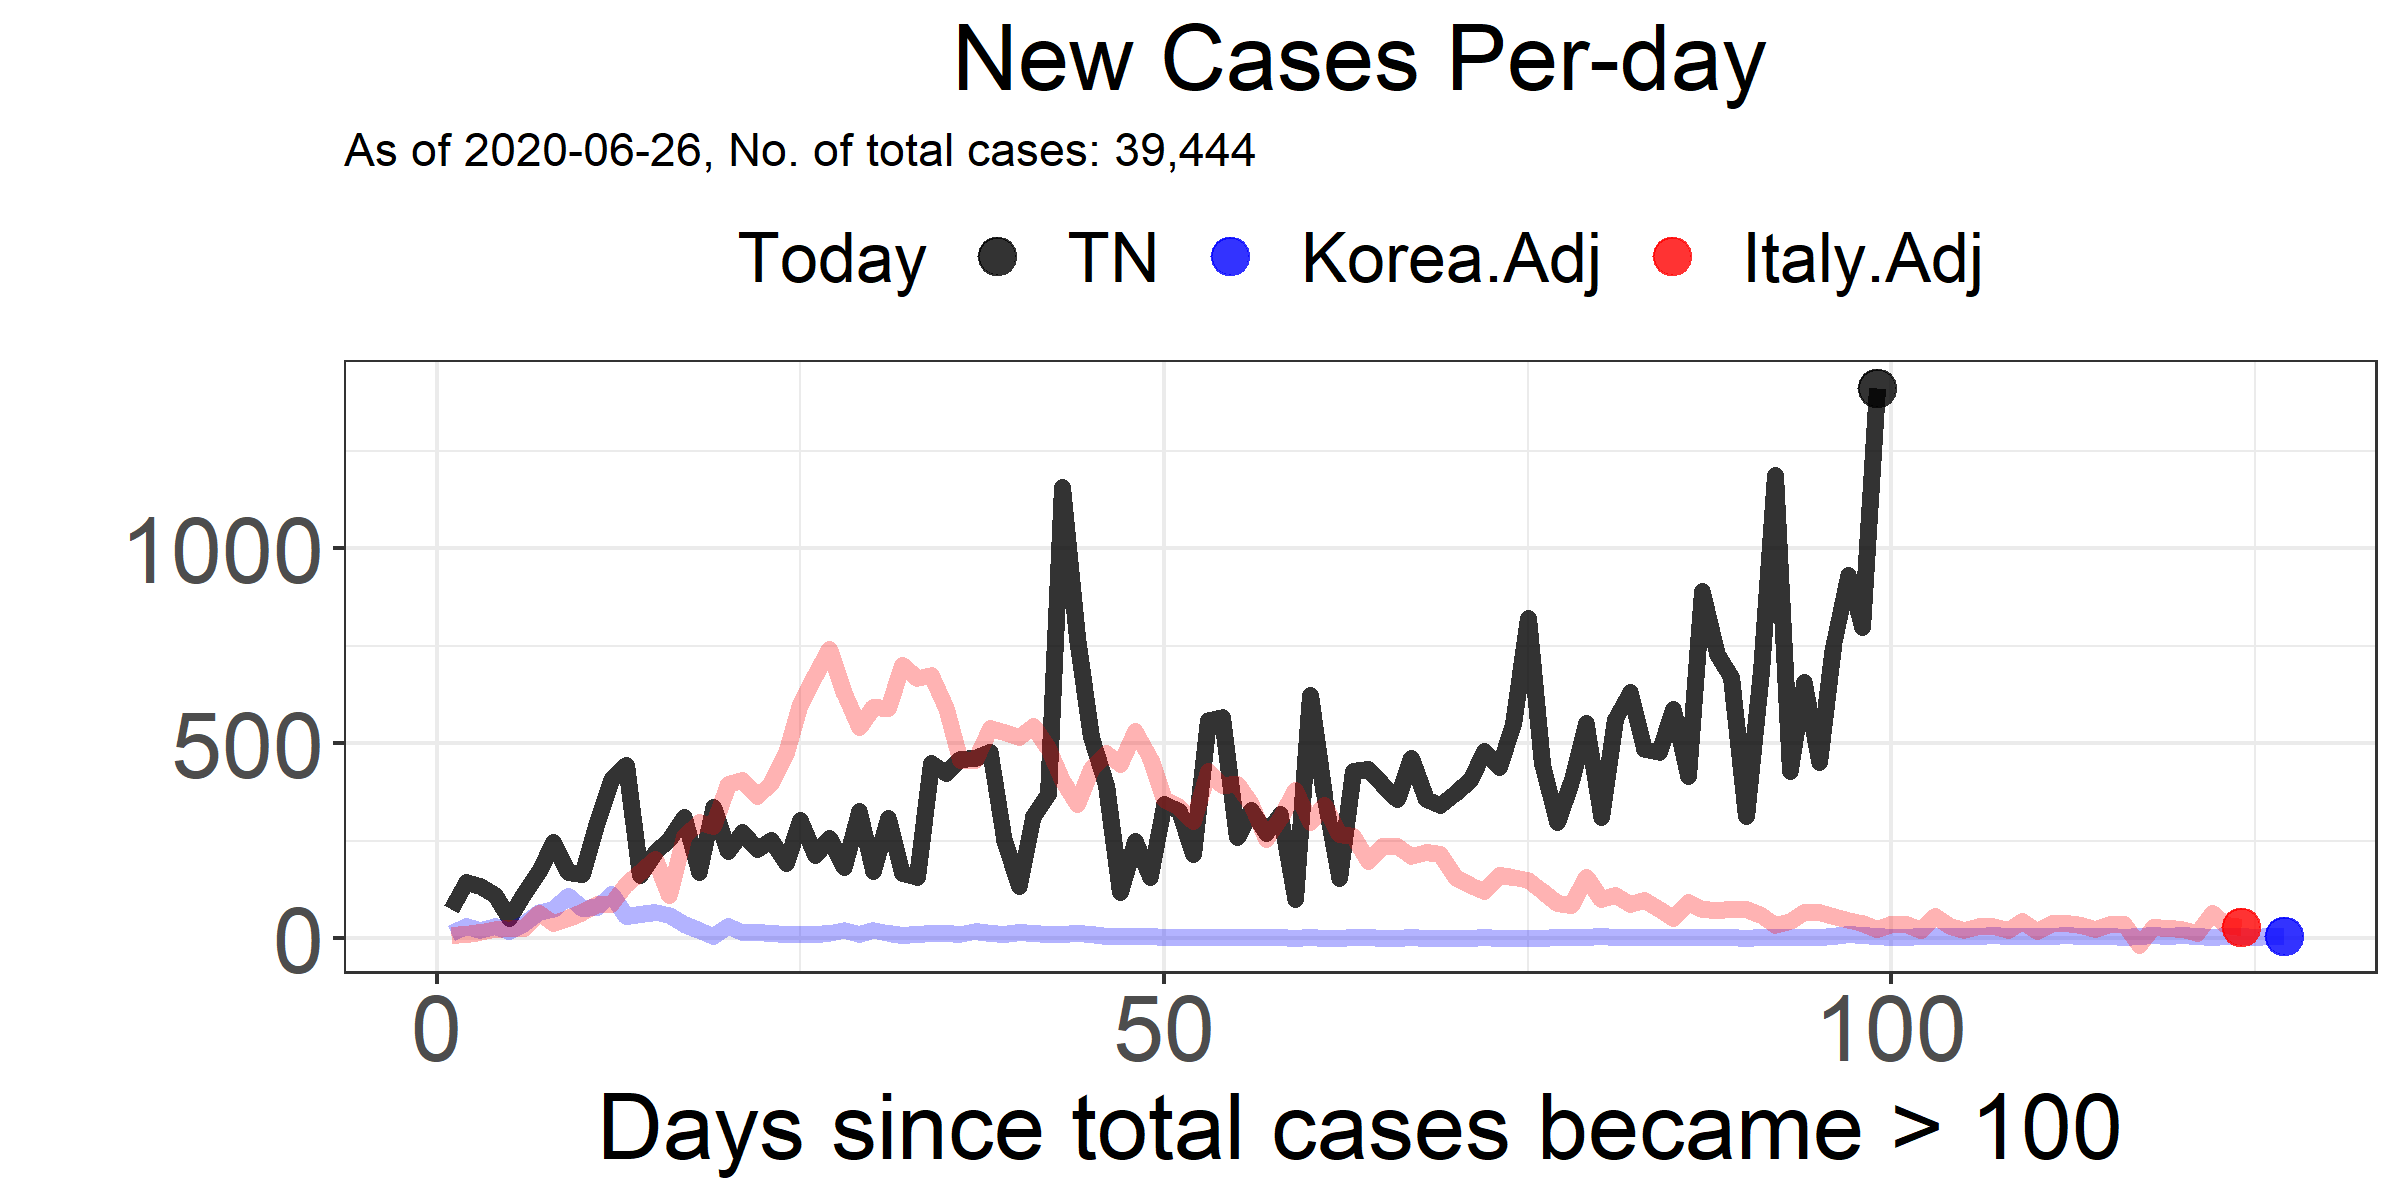 New Cases Per-day
As of 2020-06-26, No. of total cases: 39,444
Today TN Korea.Adj Italy.Adj
1000
500
0
0 50 100
Days since total cases became > 100